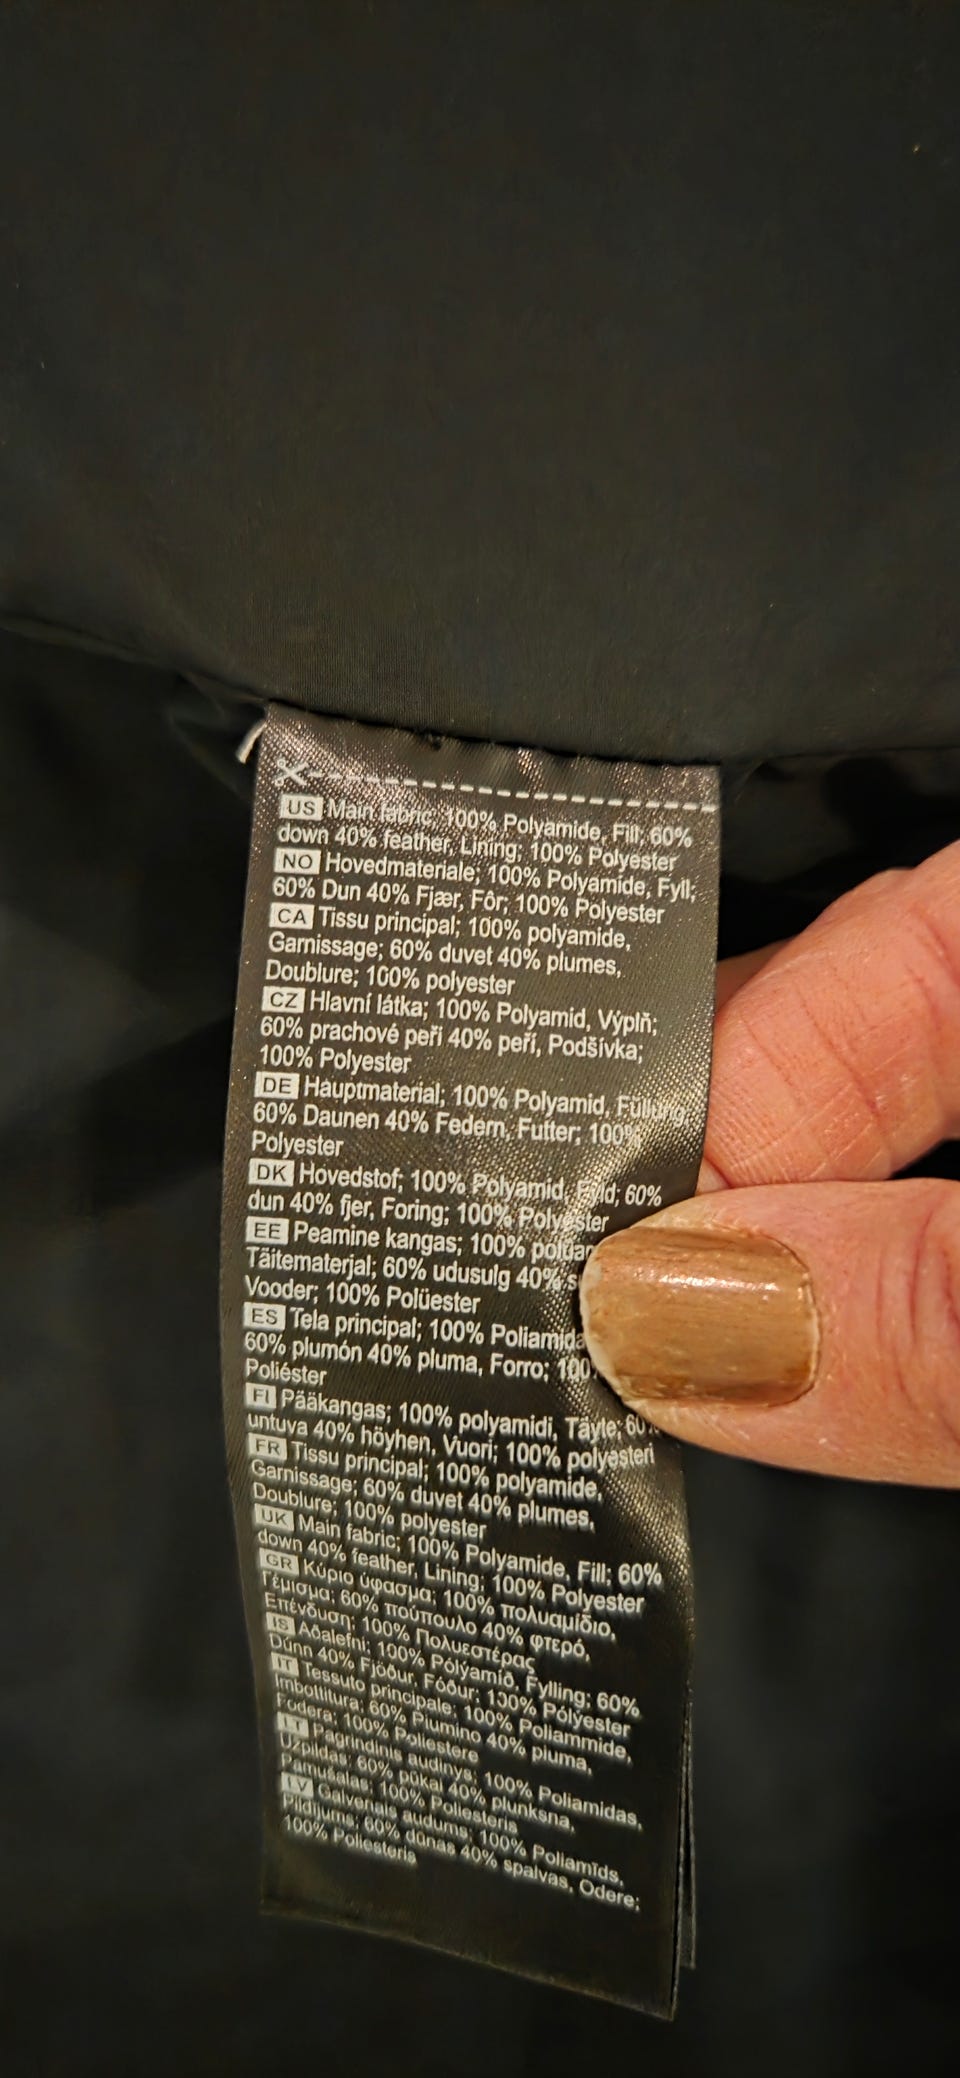 US Main fabric; 100% Polyamide, Fill; 60%
down 40% feather, Lining; 100% Polyester
NO Hovedmateriale; 100% Polyamide, Fyll;
60% Dun 40% Fjær, Fôr; 100% Polyester
CA Tissu principal; 100% polyamide,
Garnissage; 60% duvet 40% plumes,
Doublure; 100% polyester
CZ Hlavní látka; 100% Polyamid, Výplň;
60% prachové peří 40% peří, Podšívka;
100% Polyester
DE Hauptmaterial; 100% Polyamid, Füllung;
60% Daunen 40% Federn, Futter; 100%
Polyester
DK Hovedstof; 100% Polyamid, Fyld; 60%
dun 40% fjer, Foring; 100% Polyester
EE Peamine kangas; 100%
Täitematerjal; 60% udusulg 40%
Vooder; 100% Polüester
ES Tela principal; 100% Poliamida
60% plumón 40% pluma, Forro; 100
Poliéster
FI Pääkangas; 100% polyamidi, Täyte; 60%
untuva 40% höyhen, Vuori; 100% polyesteri
FR Tissu principal; 100% polyamide,
Garnissage; 60% duvet 40% plumes,
Doublure; 100% polyester
UK Main fabric; 100% Polyamide, Fill; 60%
down 40% feather, Lining; 100% Polyester
GR Κύριο ύφασμα; 100% πολυαμίδιο,
Γέμισμα; 60% πούπουλο 40% φτερό,
Επένδυση; 100% Πολυεστέρας
IS Aðalefni; 100% Pólýamíð, Fylling; 60%
Dúnn 40% Fjöður, Fóður; 100% Pólýester
IT Tessuto principale; 100% Poliammide,
Imbottitura; 60% Piumino 40% pluma,
Fodera; 100% Poliestere
LT Pagrindinis audinys; 100% Poliamidas,
Užpildas; 60% pūkai 40% plunksna,
Pamušalas; 100% Poliesteris
LV Galvenais audums; 100% Poliamīds,
Pildījums; 60% dūnas 40% spalvas, Odere;
100% Poliesteris